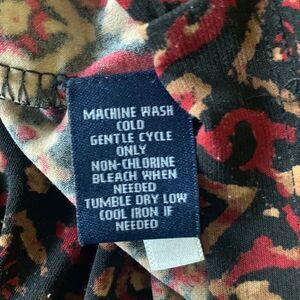 MACHINE WASH
COLD
GENTLE CYCLE
ONLY
NON-CHLORINE
BLEACH WHEN
NEEDED
TUMBLE DRY LOW
COOL IRON IF
NEEDED